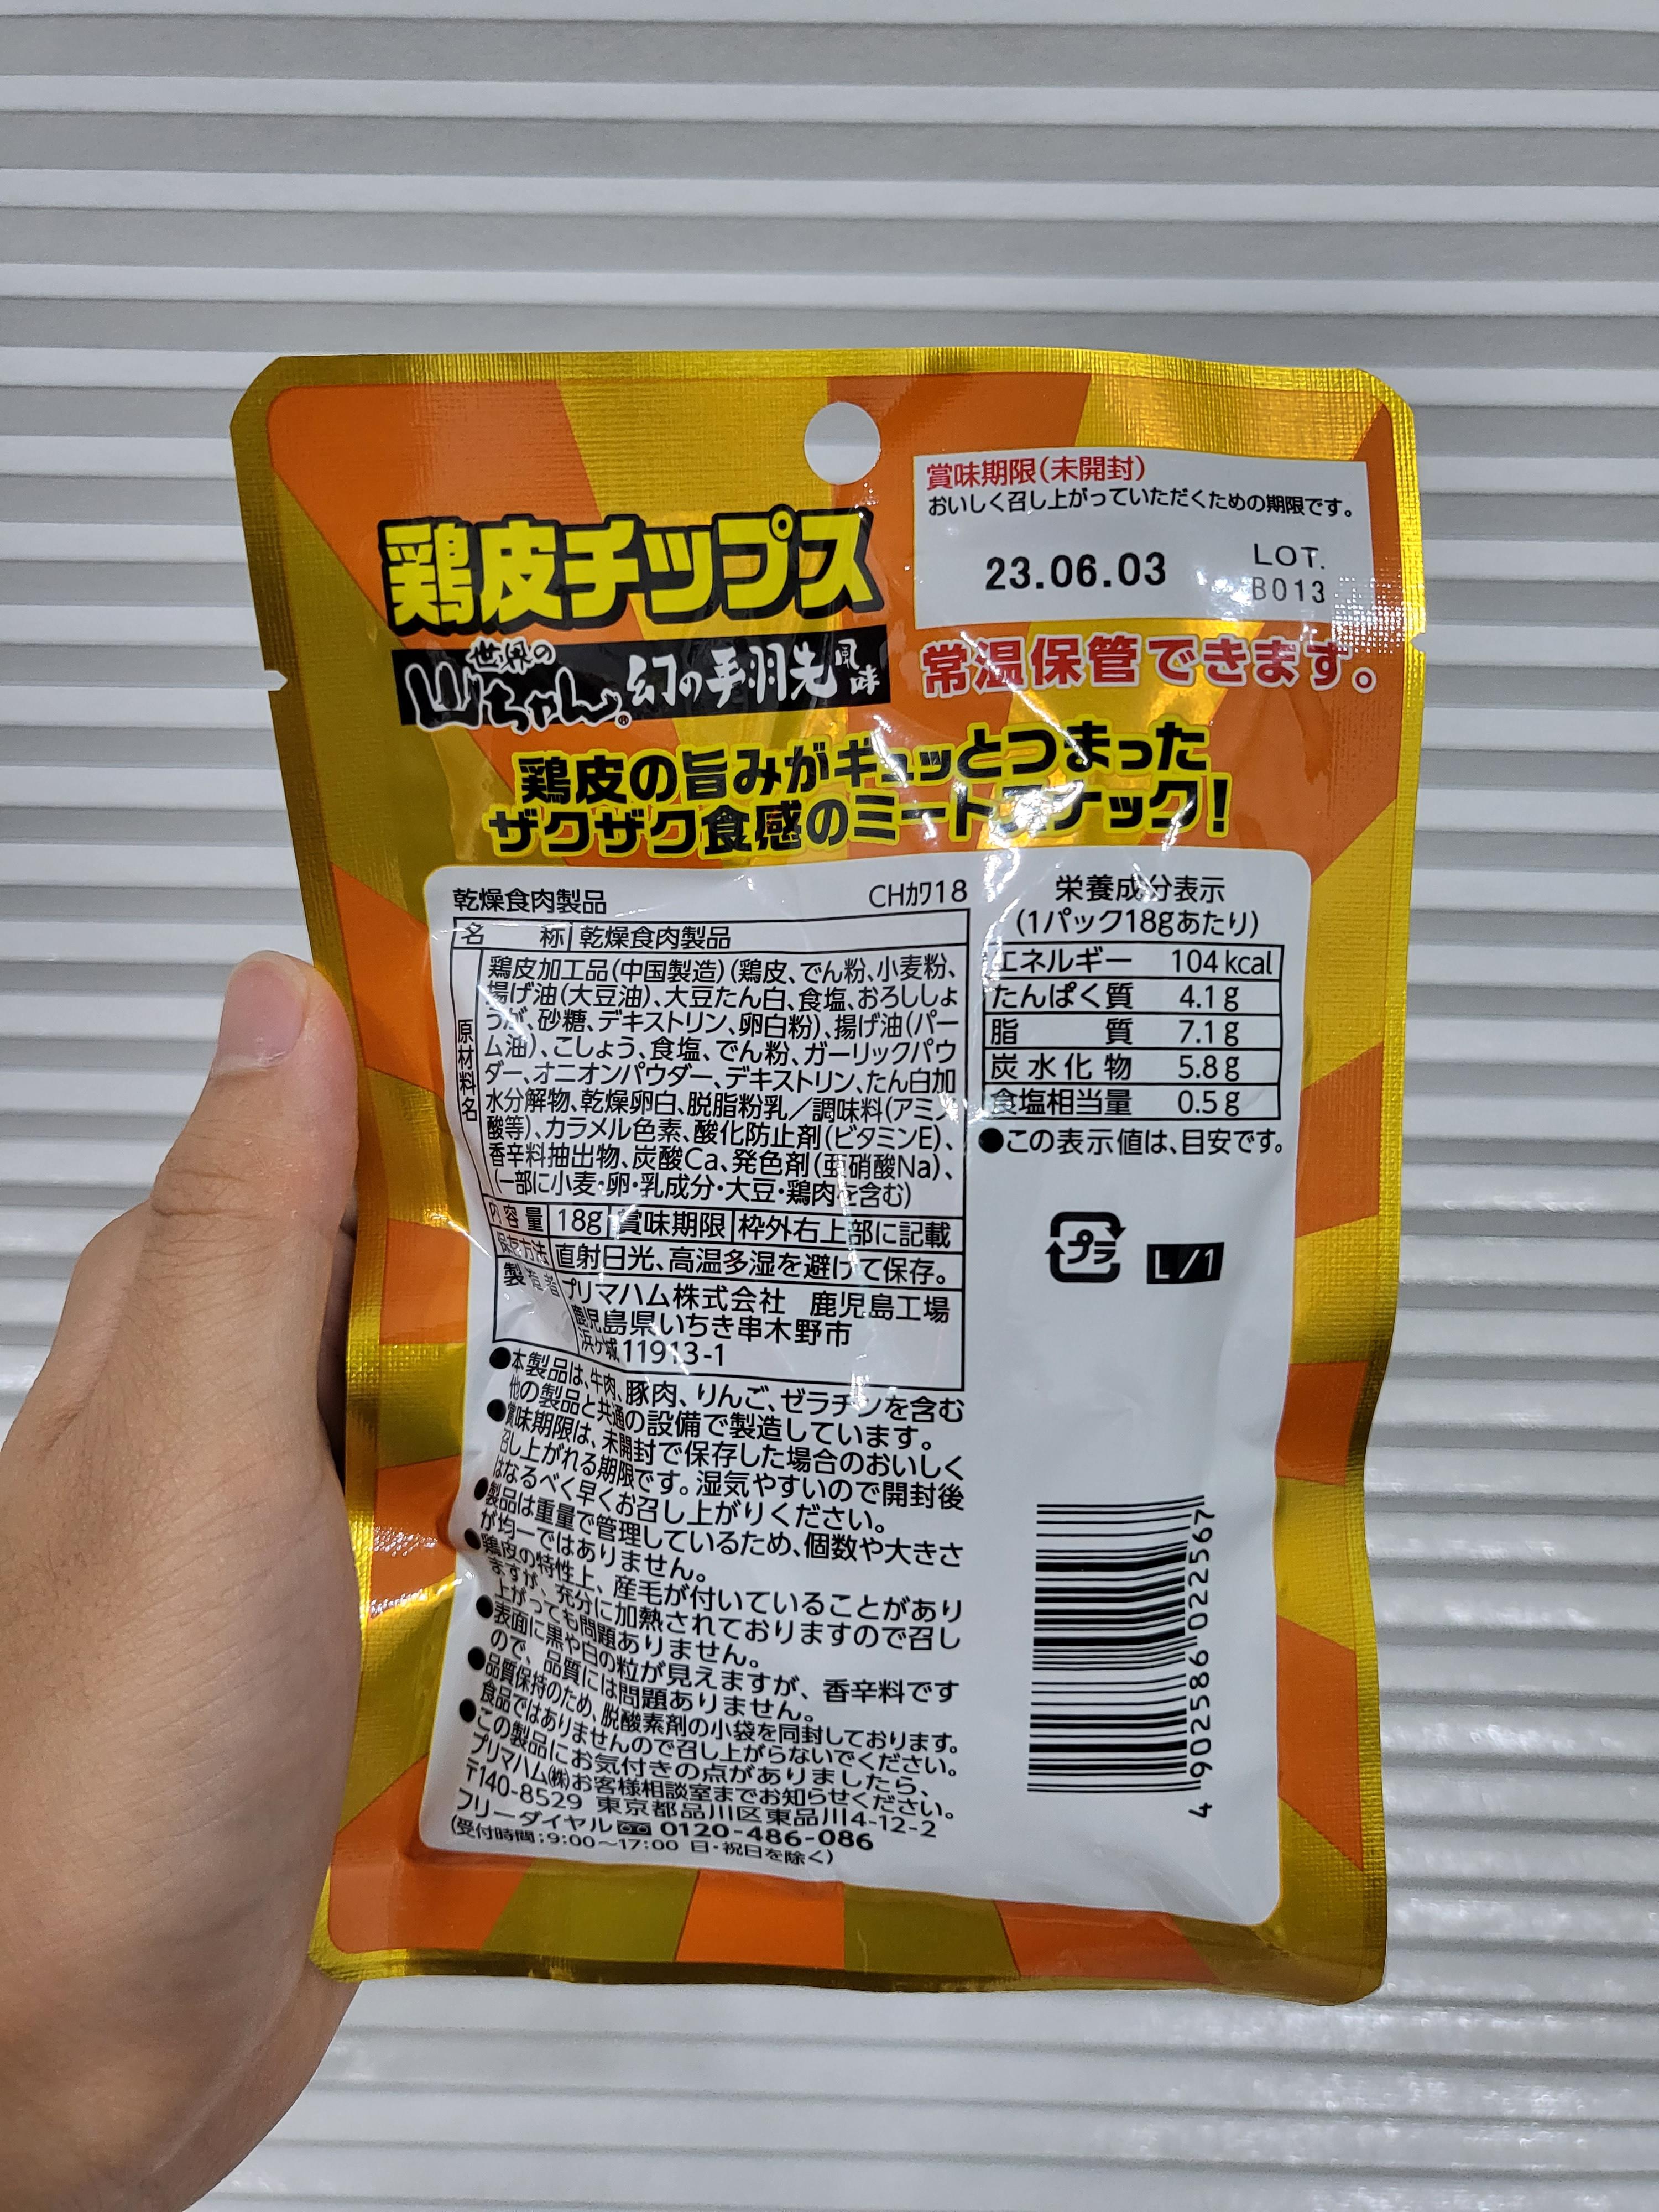 賞味期限(未開封)
おいしく召し上がっていただくための期限です。
23.06.03
LOT.
B013
鶏皮チップス
世界の
山ちゃん® 幻の手羽先風味
常温保管できます。
鶏皮の旨みがギュッとつまった
ザクザク食感のミートスナック!
乾燥食肉製品 CHカワ18
名称 乾燥食肉製品
原材料名
鶏皮加工品(中国製造)(鶏皮、でん粉、小麦粉、
揚げ油(大豆油)、大豆たん白、食塩、おろししょ
うが、砂糖、デキストリン、卵白粉)、揚げ油(パー
ム油)、こしょう、食塩、でん粉、ガーリックパウ
ダー、オニオンパウダー、デキストリン、たん白加
水分解物、乾燥卵白、脱脂粉乳/調味料(アミノ
酸等)、カラメル色素、酸化防止剤(ビタミンE)、
香辛料抽出物、炭酸Ca、発色剤(亜硝酸Na)、
(一部に小麦・卵・乳成分・大豆・鶏肉を含む)
内容量 18g 賞味期限 枠外右上部に記載
保存方法 直射日光、高温多湿を避けて保存。
製造者 プリマハム株式会社 鹿児島工場
鹿児島県いちき串木野市
浜ケ城11913-1
●本製品は、牛肉、豚肉、りんご、ゼラチンを含む
他の製品と共通の設備で製造しています。
●賞味期限は、未開封で保存した場合のおいしく
召し上がれる期限です。湿気やすいので開封後
はなるべく早くお召し上がりください。
●製品は重量で管理しているため、個数や大きさ
が均一ではありません。
●鶏皮の特性上、産毛が付いていることがあり
ますが、充分に加熱されておりますので召し
上がっても問題ありません。
●表面に黒や白の粒が見えますが、香辛料です
ので、品質には問題ありません。
●品質保持のため、脱酸素剤の小袋を同封しております。
食品ではありませんので召し上がらないでください。
●この製品にお気付きの点がありましたら、
プリマハム(株)お客様相談室までお知らせください。
〒140-8529 東京都品川区東品川4-12-2
フリーダイヤル 0120-486-086
(受付時間:9:00〜17:00 日・祝日を除く)
栄養成分表示
(1パック18gあたり)
エネルギー 104kcal
たんぱく質 4.1g
脂質 7.1g
炭水化物 5.8g
食塩相当量 0.5g
●この表示値は、目安です。
プラ
L/1
4902586022567